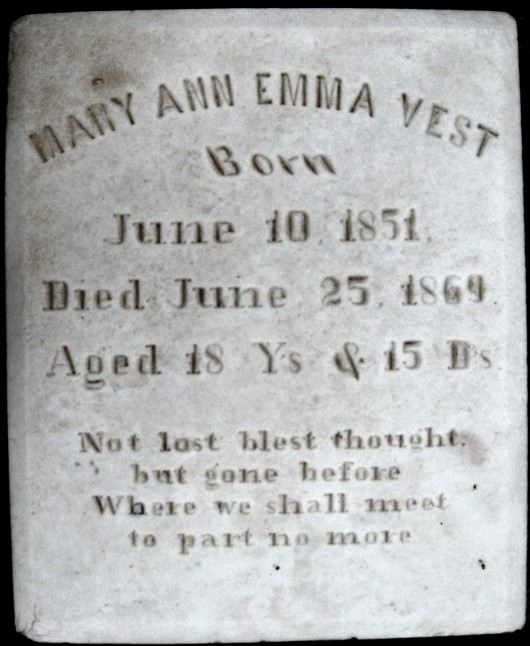 MARY ANN EMMA VEST
Born
June 10, 1851.
Died June 25, 1869.
Aged 18 Ys & 15 Ds
Not lost blest thought.
but gone before
Where we shall meet
to part no more